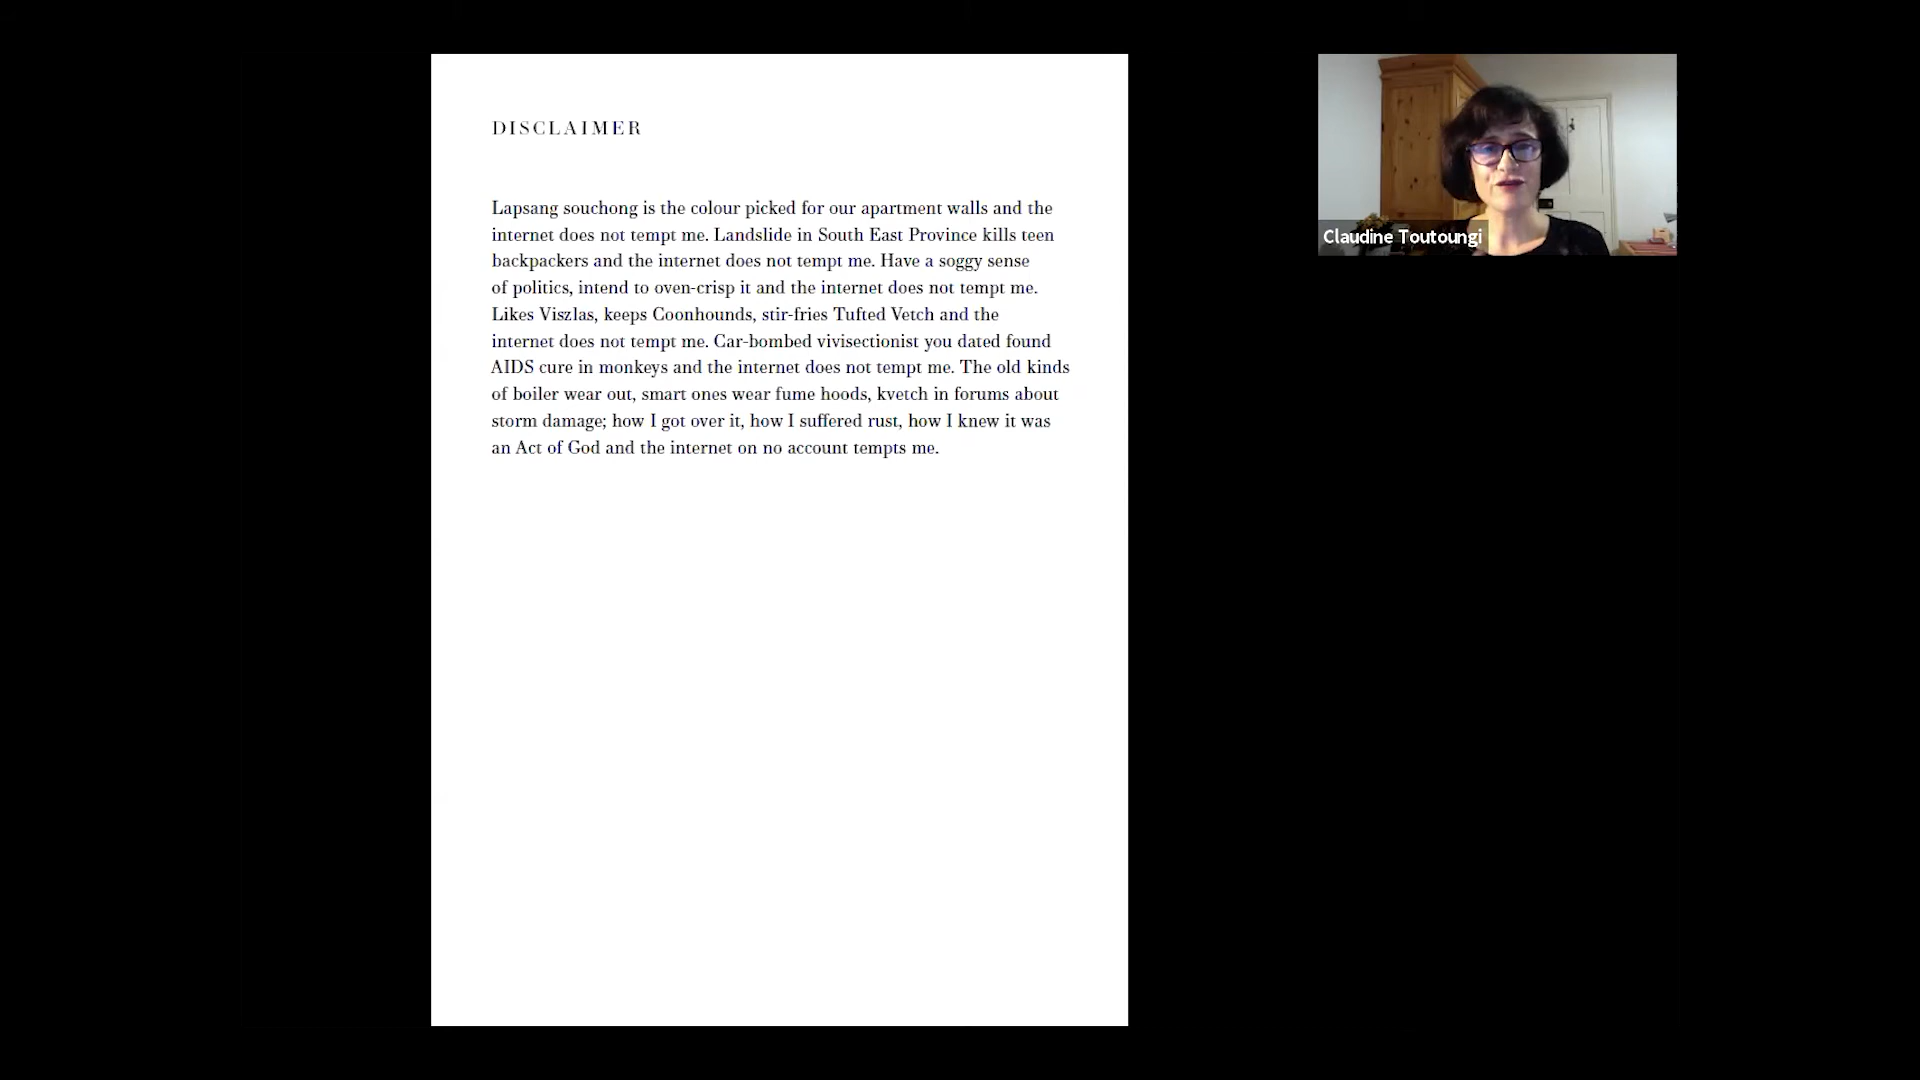 DISCLAIMER
Lapsang souchong is the colour picked for our apartment walls and the
internet does not tempt me. Landslide in South East Province kills teen
backpackers and the internet does not tempt me. Have a soggy sense
of politics, intend to oven-crisp it and the internet does not tempt me.
Likes Viszlas, keeps Coonhounds, stir-fries Tufted Vetch and the
internet does not tempt me. Car-bombed vivisectionist you dated found
AIDS cure in monkeys and the internet does not tempt me. The old kinds
of boiler wear out, smart ones wear fume hoods, kvetch in forums about
storm damage; how I got over it, how I suffered rust, how I knew it was
an Act of God and the internet on no account tempts me.
Claudine Toutoungi